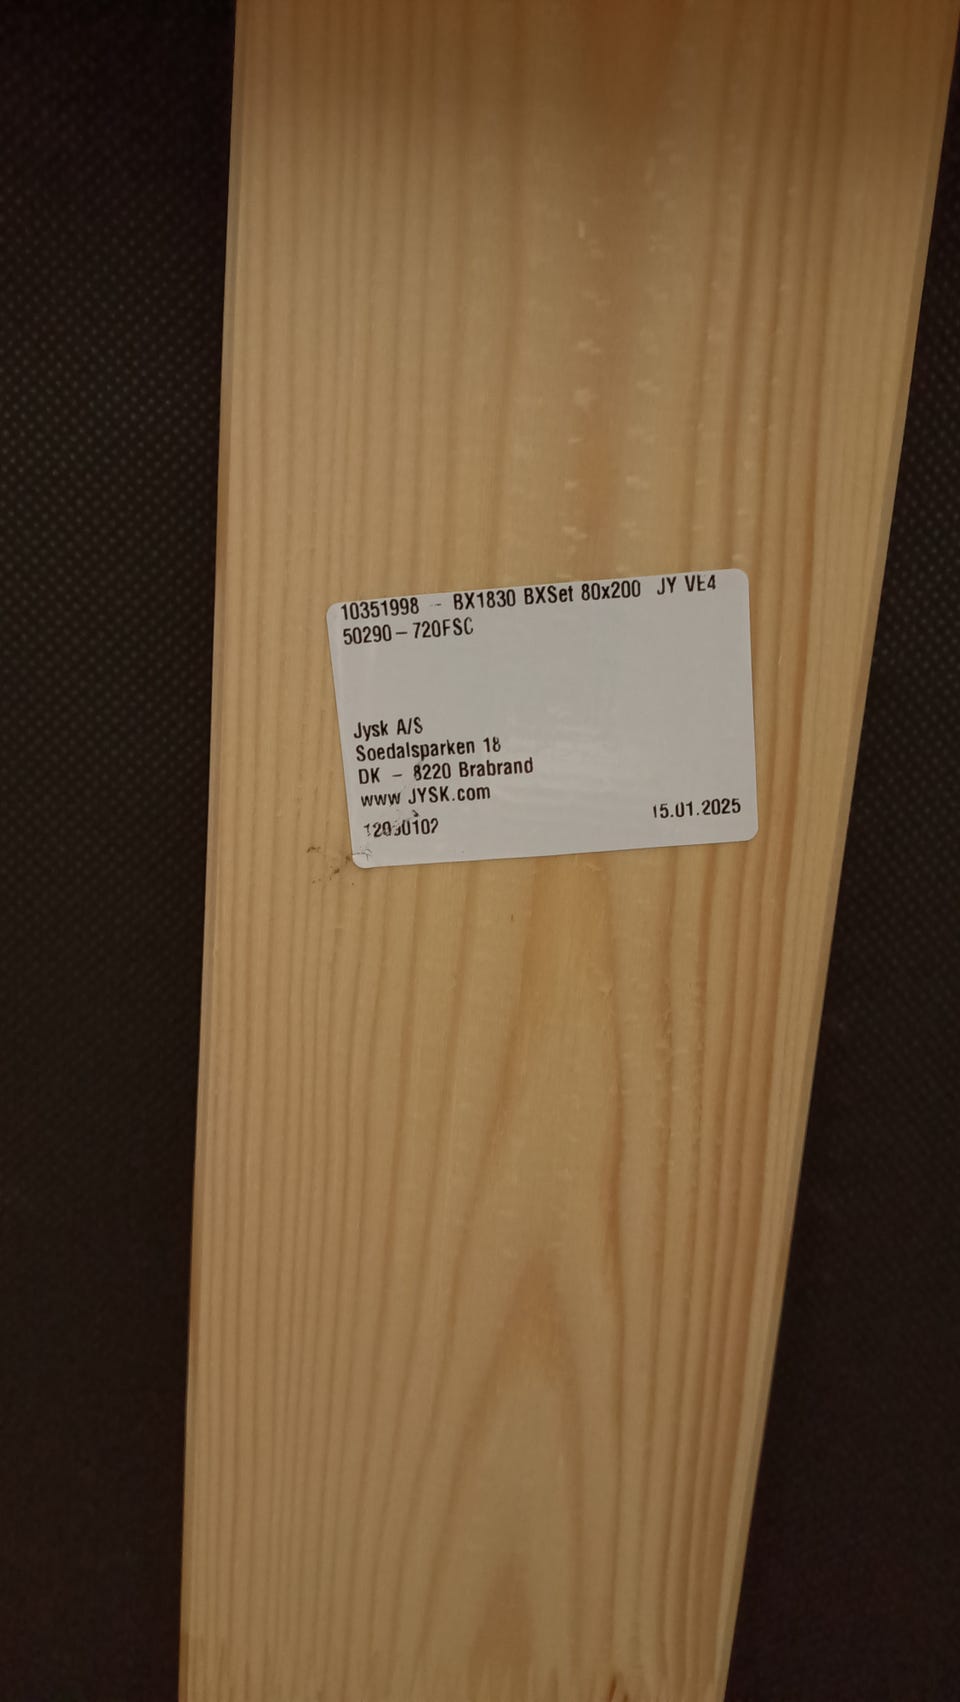 10351998 - BX1830 BXSet 80x200 JY VE4
50290-720FSC
Jysk A/S
Soedalsparken 18
DK - 8220 Brabrand
www JYSK.com
15.01.2025